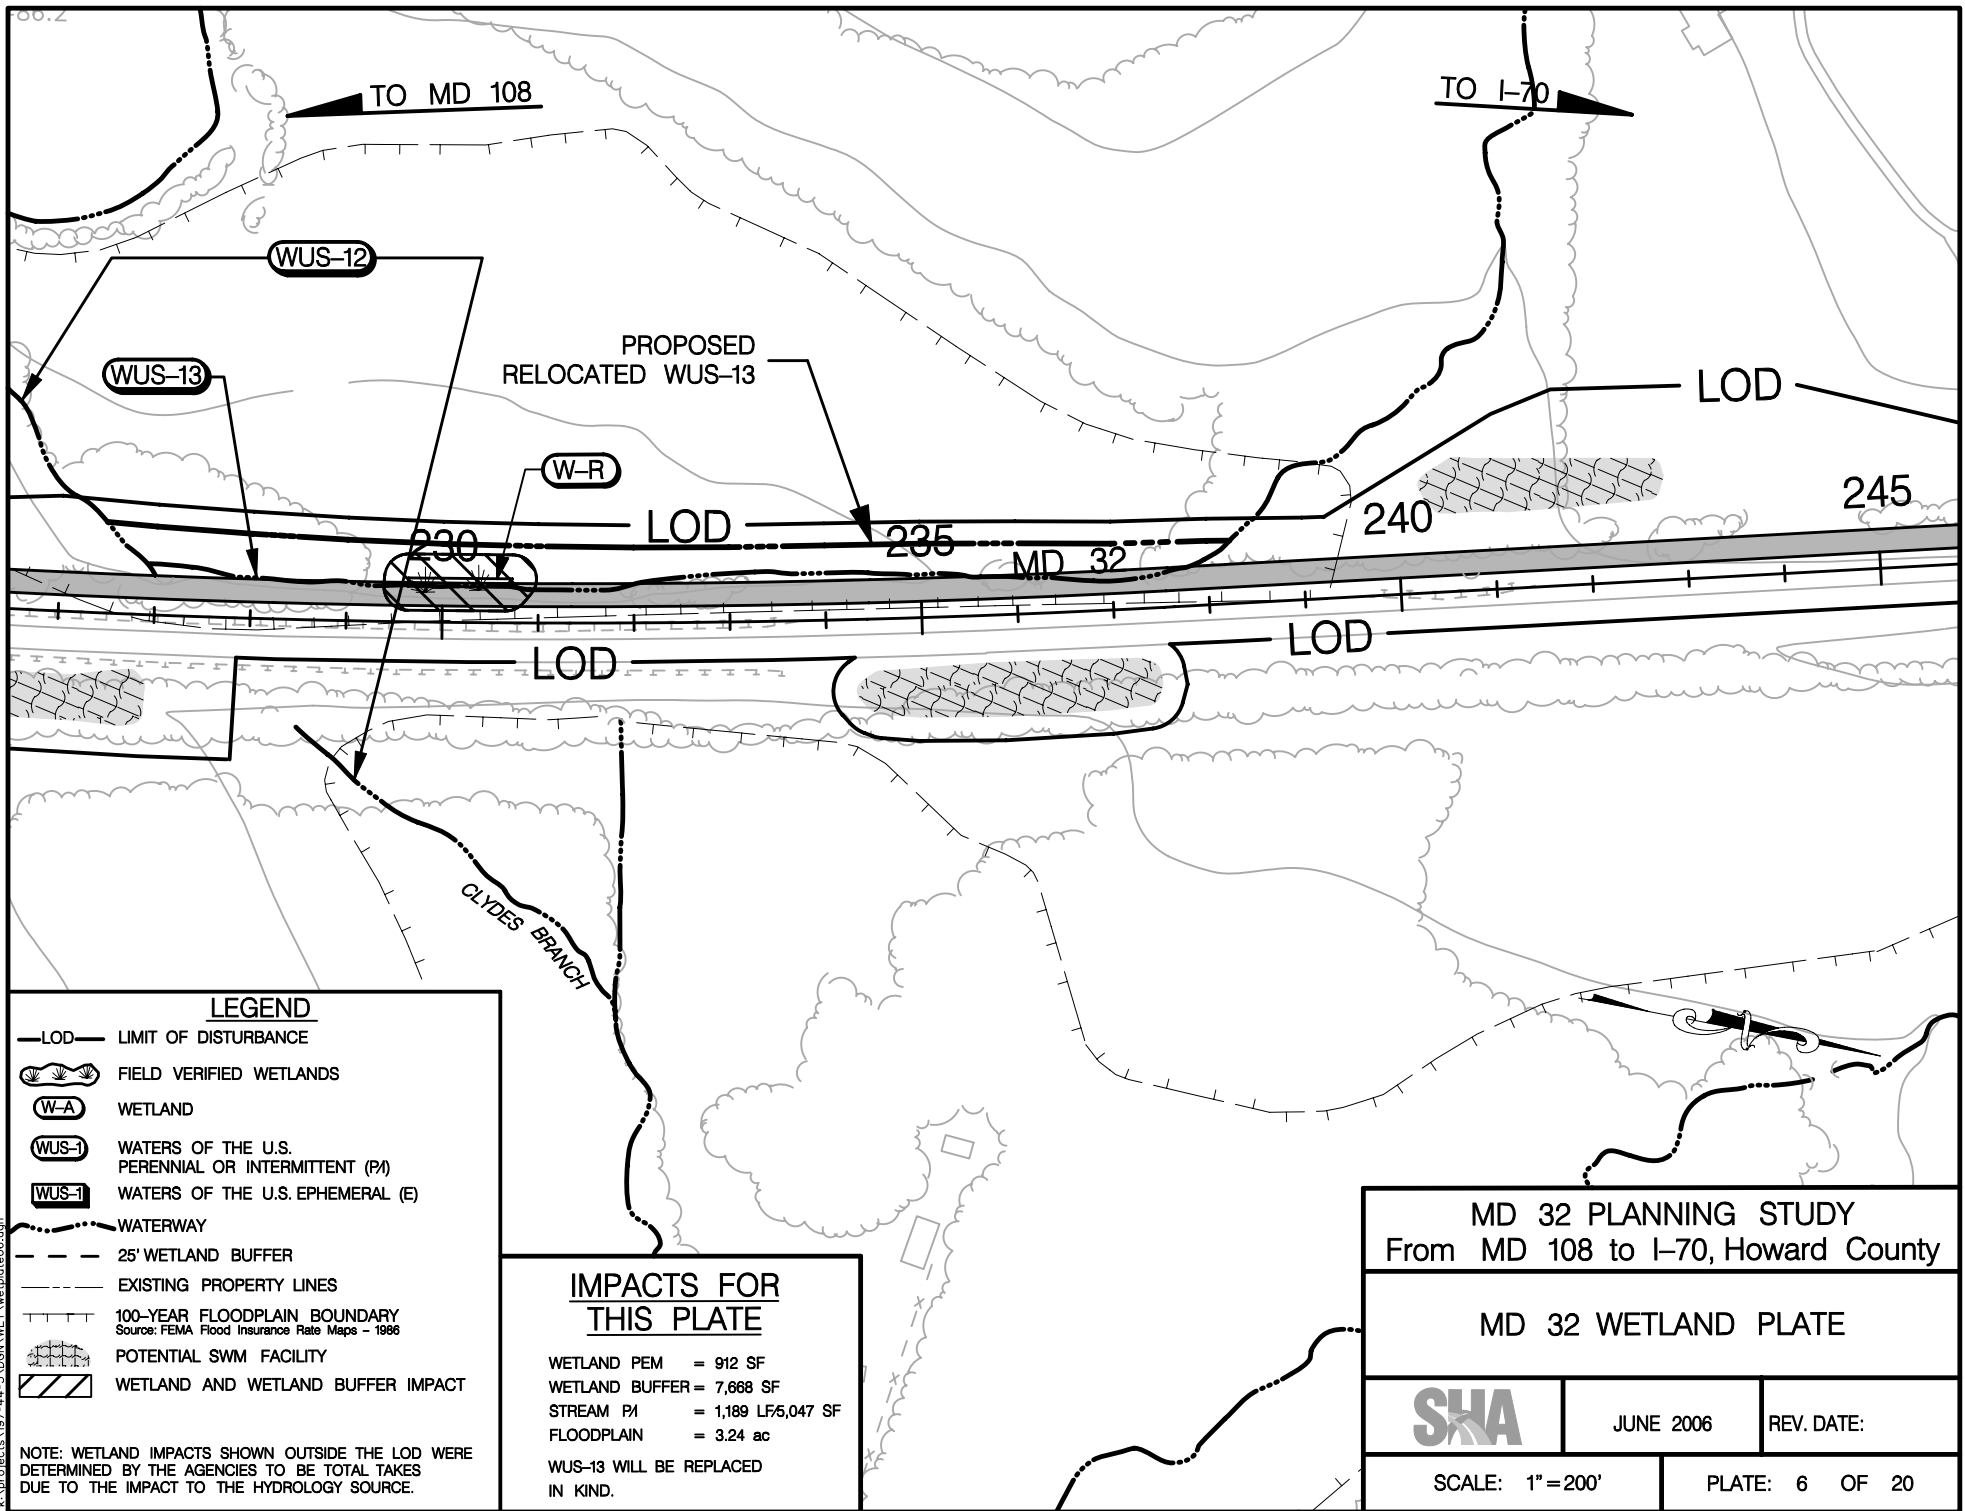 -86.2
TO MD 108
TO I-70
WUS-12
PROPOSED
RELOCATED WUS-13
WUS-13
W-R
LOD
LOD
230
235
240
245
MD 32
LOD
LOD
CLYDES BRANCH
LEGEND
LOD LIMIT OF DISTURBANCE
FIELD VERIFIED WETLANDS
W-A WETLAND
WUS-1 WATERS OF THE U.S.
PERENNIAL OR INTERMITTENT (P/I)
WUS-1 WATERS OF THE U.S. EPHEMERAL (E)
WATERWAY
25' WETLAND BUFFER
EXISTING PROPERTY LINES
100-YEAR FLOODPLAIN BOUNDARY
Source: FEMA Flood Insurance Rate Maps - 1986
POTENTIAL SWM FACILITY
WETLAND AND WETLAND BUFFER IMPACT
NOTE: WETLAND IMPACTS SHOWN OUTSIDE THE LOD WERE
DETERMINED BY THE AGENCIES TO BE TOTAL TAKES
DUE TO THE IMPACT TO THE HYDROLOGY SOURCE.
IMPACTS FOR
THIS PLATE
WETLAND PEM = 912 SF
WETLAND BUFFER = 7,668 SF
STREAM P/I = 1,189 LF/5,047 SF
FLOODPLAIN = 3.24 ac
WUS-13 WILL BE REPLACED
IN KIND.
MD 32 PLANNING STUDY
From MD 108 to I-70, Howard County
MD 32 WETLAND PLATE
SHA
JUNE 2006
REV. DATE:
SCALE: 1"=200'
PLATE: 6 OF 20